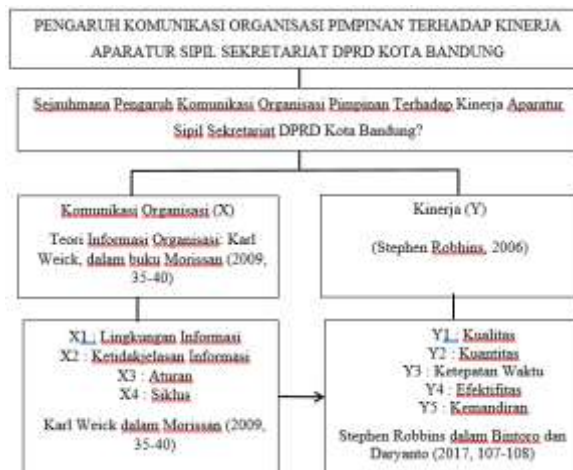 PENGARUH KOMUNIKASI ORGANISASI PIMPINAN TERHADAP KINERJA
APARATUR SIPIL SEKRETARIAT DPRD KOTA BANDUNG
Sejauhmana Pengaruh Komunikasi Organisasi Pimpinan Terhadap Kinerja Aparatur
Sipil Sekretariat DPRD Kota Bandung?
Komunikasi Organisasi (X)
Teori Informasi Organisasi: Karl
Weick, dalam buku Morissan (2009,
35-40)
Kinerja (Y)
(Stephen Robbins, 2006)
X1 : Lingkungan Informasi
X2 : Ketidakjelasan Informasi
X3 : Aturan
X4 : Siklus
Karl Weick dalam Morissan (2009,
35-40)
Y1 : Kualitas
Y2 : Kuantitas
Y3 : Ketepatan Waktu
Y4 : Efektifitas
Y5 : Kemandiran
Stephen Robbins dalam Bintoro dan
Daryanto (2017, 107-108)